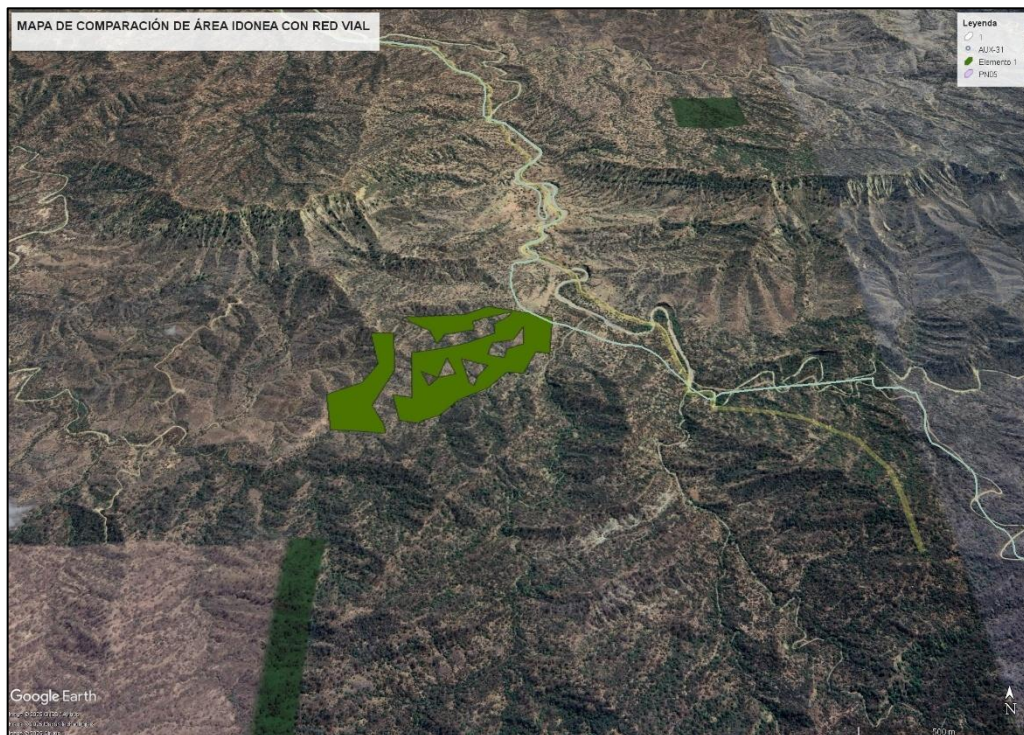 MAPA DE COMPARACIÓN DE ÁREA IDONEA CON RED VIAL
Leyenda
1
AUX-31
Elemento 1
PN05
Google Earth
N
500 m